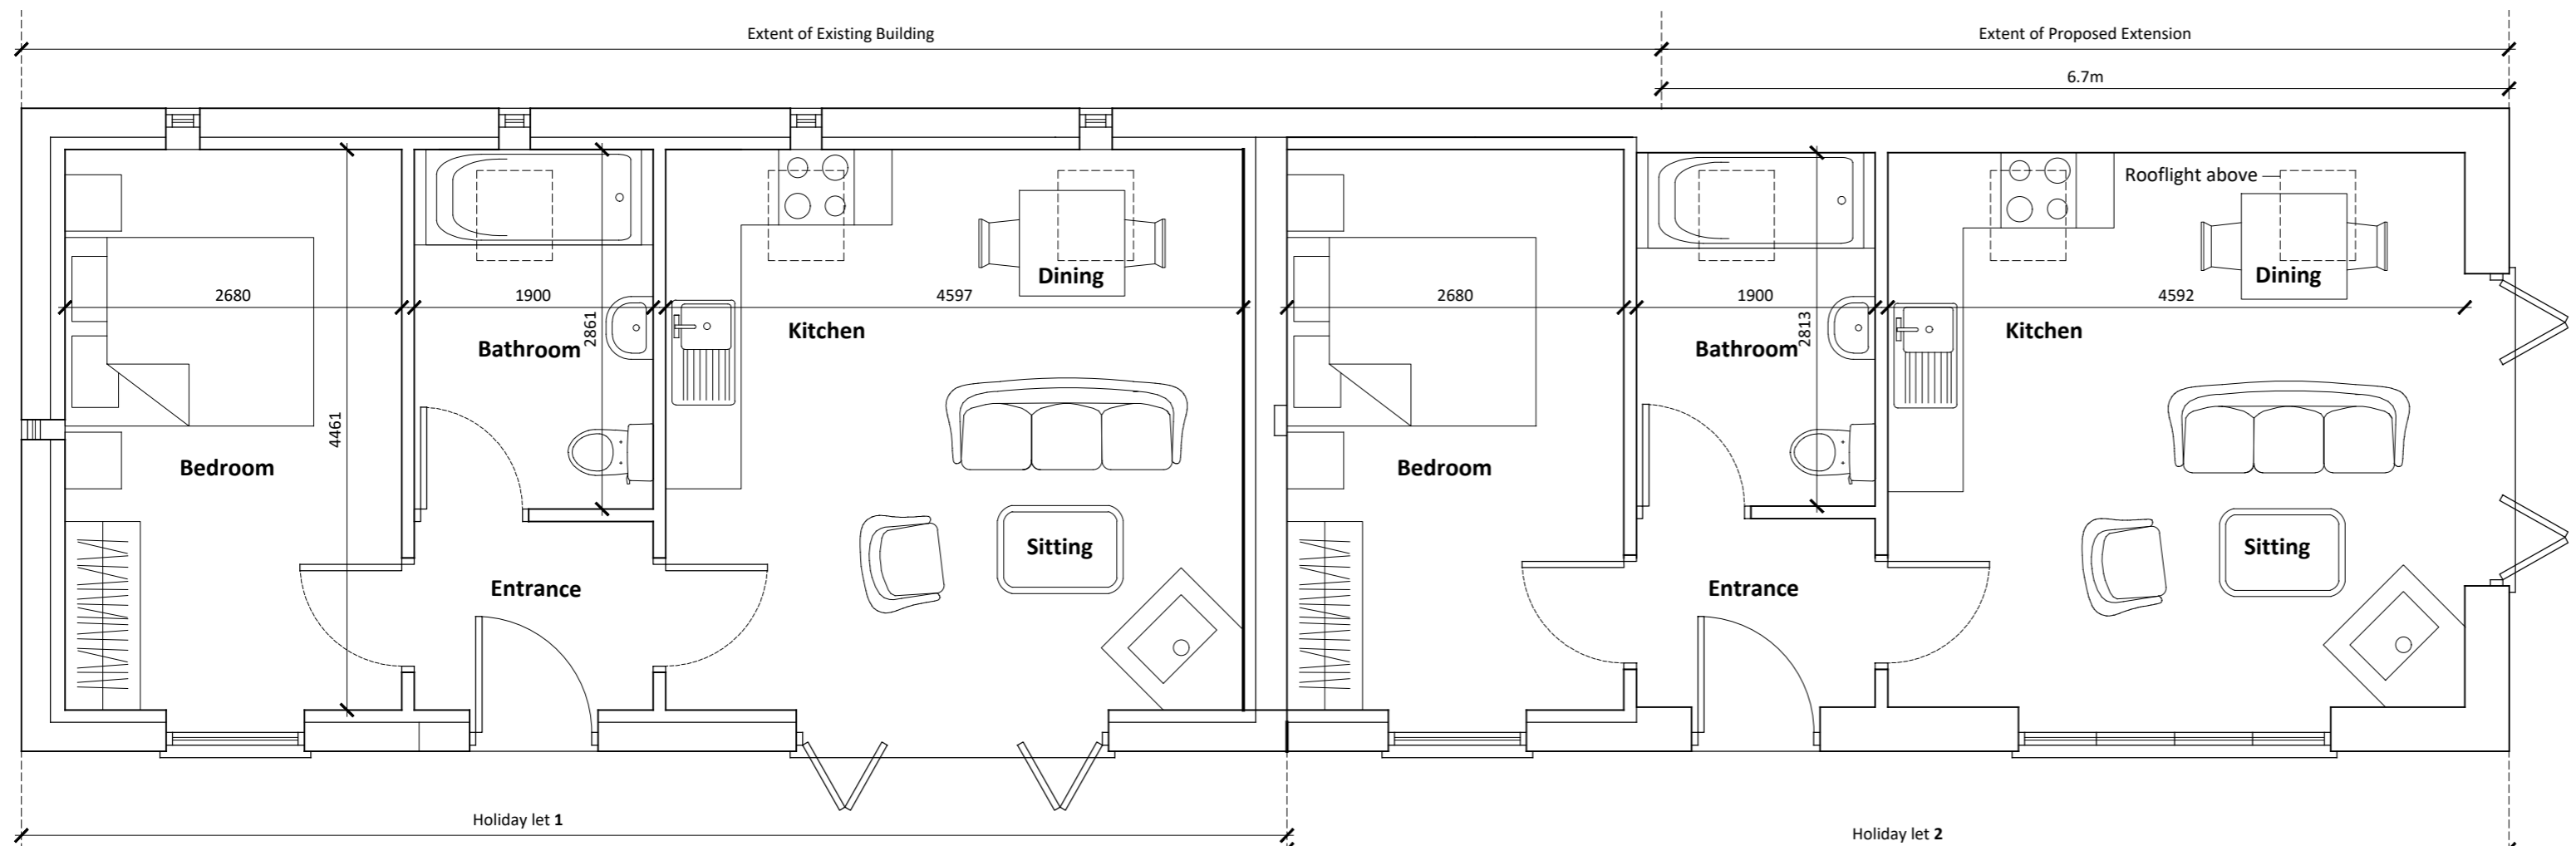 Extent of Existing Building
Extent of Proposed Extension
6.7m
Rooflight above
Dining
Dining
2680
1900
4597
2680
1900
4592
2861
2813
Kitchen
Kitchen
Bathroom
Bathroom
4461
Bedroom
Bedroom
Sitting
Sitting
Entrance
Entrance
Holiday let 1
Holiday let 2